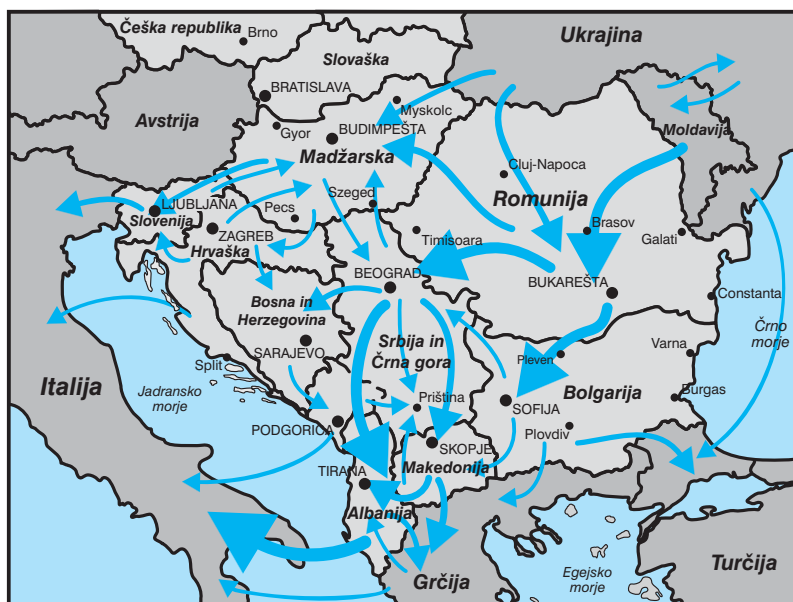 Češka republika
Brno
Slovaška
Ukrajina
BRATISLAVA
Myskolc
Avstrija
Gyor
BUDIMPEŠTA
Moldavija
Madžarska
Cluj-Napoca
Romunija
LJUBLJANA
Szeged
Slovenija
Pecs
ZAGREB
Brasov
Hrvaška
Timisoara
Galati
BEOGRAD
BUKAREŠTA
Constanta
Bosna in
Herzegovina
Črno
morje
Srbija in
Črna gora
SARAJEVO
Varna
Split
Pleven
Italija
Jadransko
morje
Bolgarija
Burgas
Priština
SOFIJA
PODGORICA
Plovdiv
SKOPJE
TIRANA
Makedonija
Albanija
Grčija
Egejsko
morje
Turčija